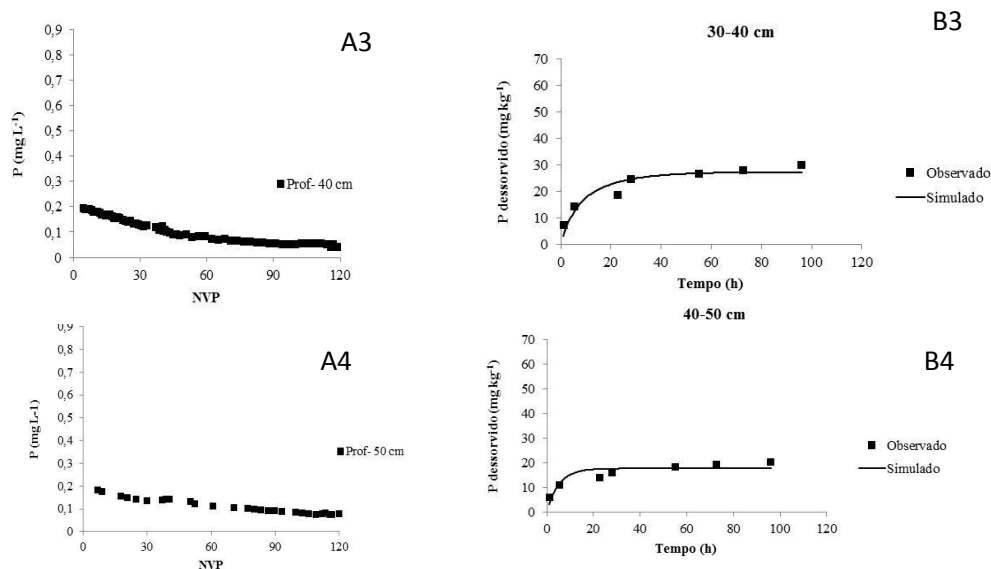 A3
0,9
0,8
0,7
0,6
0,5
0,4
0,3
0,2
0,1
0
P (mg L-1)
Prof- 40 cm
0 30 60 90 120
NVP
B3
30-40 cm
70
60
50
40
30
20
10
0
P dessorvido (mg kg-1)
Observado
Simulado
0 20 40 60 80 100 120
Tempo (h)
A4
0,9
0,8
0,7
0,6
0,5
0,4
0,3
0,2
0,1
0
P (mg L-1)
Prof- 50 cm
0 30 60 90 120
NVP
B4
40-50 cm
70
60
50
40
30
20
10
0
P dessorvido (mg kg-1)
Observado
Simulado
0 20 40 60 80 100 120
Tempo (h)